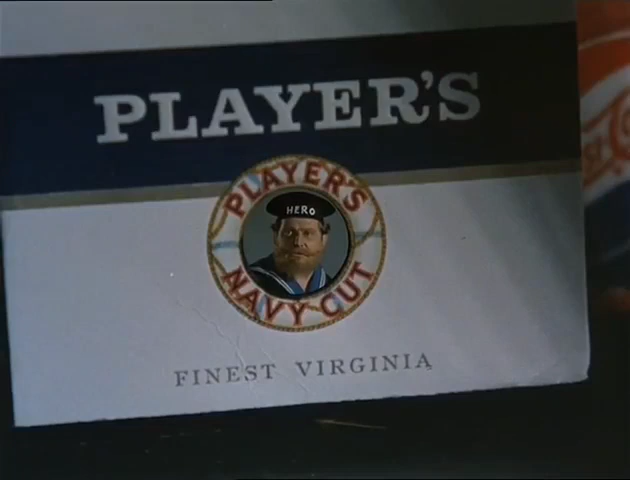 PLAYER'S
PLAYER'S
HERO
NAVY CUT
FINEST VIRGINIA